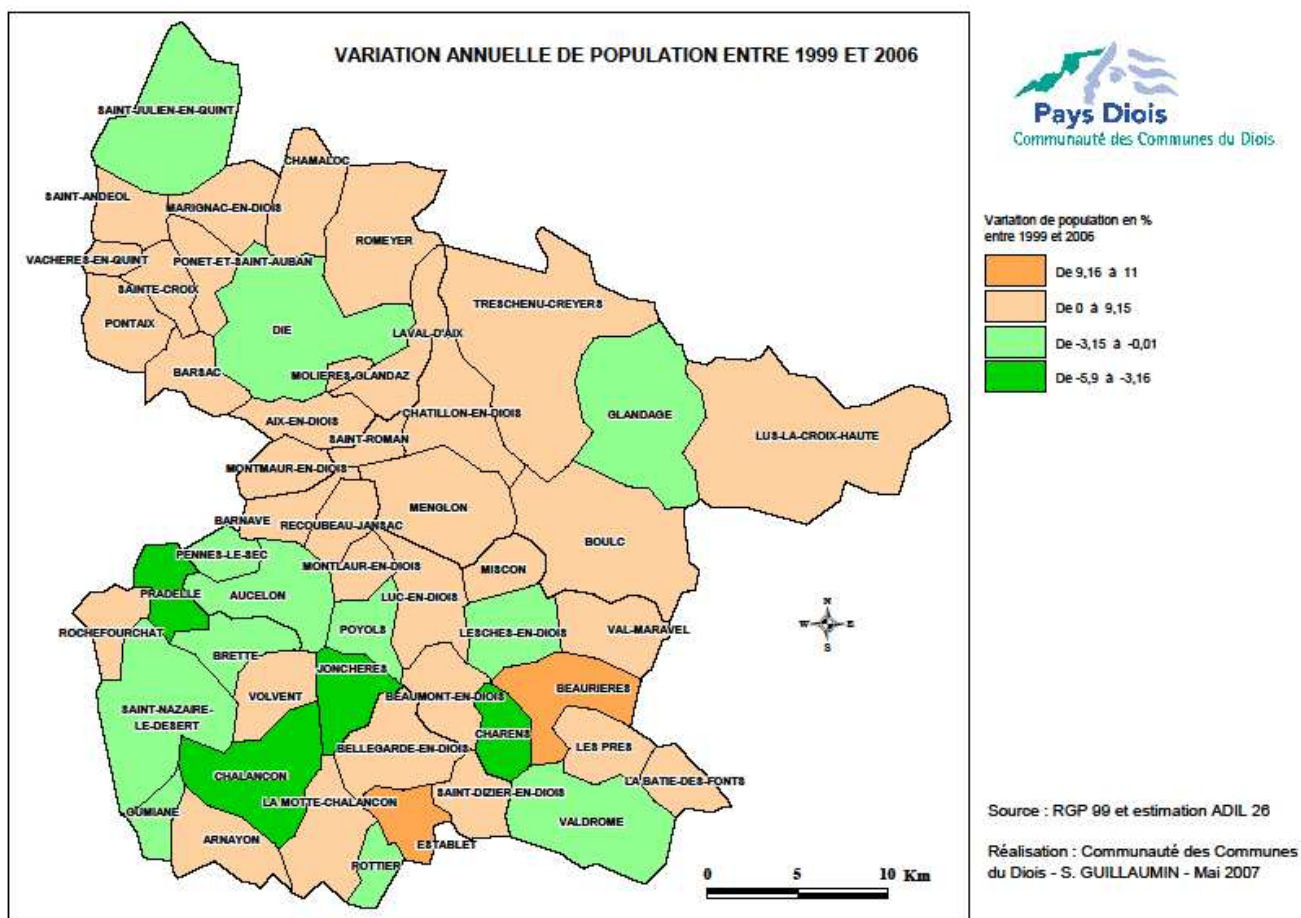 VARIATION ANNUELLE DE POPULATION ENTRE 1999 ET 2006
Pays Diois
Communauté des Communes du Diois
SAINT-JULIEN-EN-QUINT
CHAMALOC
SAINT-ANDEOL
MARIGNAC-EN-DIOIS
ROMEYER
VACHERES-EN-QUINT
PONET-ET-SAINT-AUBAN
SAINTE-CROIX
TRESCHENU-CREYERS
PONTAIX
DIE
LAVAL-D'AIX
BARSAC
MOLIERES-GLANDAZ
AIX-EN-DIOIS
CHATILLON-EN-DIOIS
GLANDAGE
LUS-LA-CROIX-HAUTE
SAINT-ROMAN
MONTMAUR-EN-DIOIS
MENGLON
BARNAVE
RECOUBEAU-JANSAC
BOULC
PENNES-LE-SEC
MONTLAUR-EN-DIOIS
MISCON
PRADELLE
AUCELON
LUC-EN-DIOIS
ROCHEFOURCHAT
POYOLS
LESCHES-EN-DIOIS
VAL-MARAVEL
BRETTE
JONCHERES
VOLVENT
BEAUMONT-EN-DIOIS
BEAURIERES
SAINT-NAZAIRE-
LE-DESERT
CHARENS
BELLEGARDE-EN-DIOIS
LES PRES
CHALANCON
LA BATIE-DES-FONTS
SAINT-DIZIER-EN-DIOIS
LA MOTTE-CHALANCON
GUMIANE
VALDROME
ARNAYON
ESTABLET
ROTTIER
N
W E
S
0 5 10 Km
Variation de population en %
entre 1999 et 2006
De 9,16 à 11
De 0 à 9,15
De -3,15 à -0,01
De -5,9 à -3,16
Source : RGP 99 et estimation ADIL 26
Réalisation : Communauté des Communes
du Diois - S. GUILLAUMIN - Mai 2007